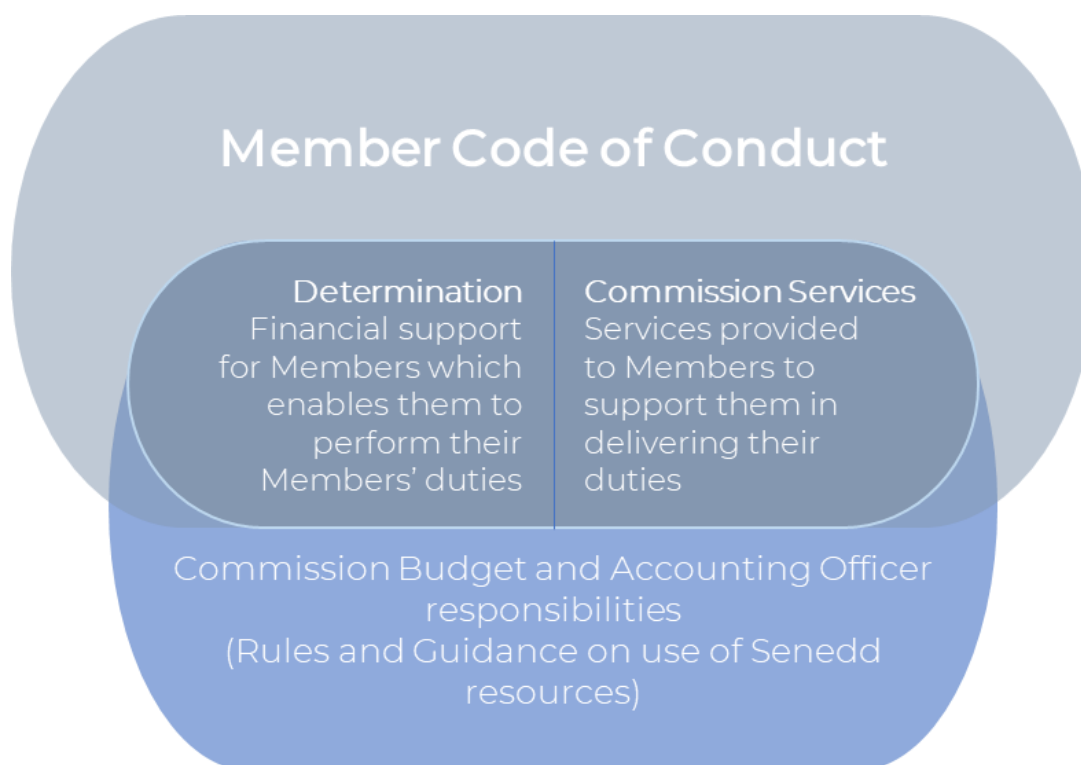 Member Code of Conduct
Determination
Financial support
for Members which
enables them to
perform their
Members’ duties
Commission Services
Services provided
to Members to
support them in
delivering their
duties
Commission Budget and Accounting Officer
responsibilities
(Rules and Guidance on use of Senedd
resources)